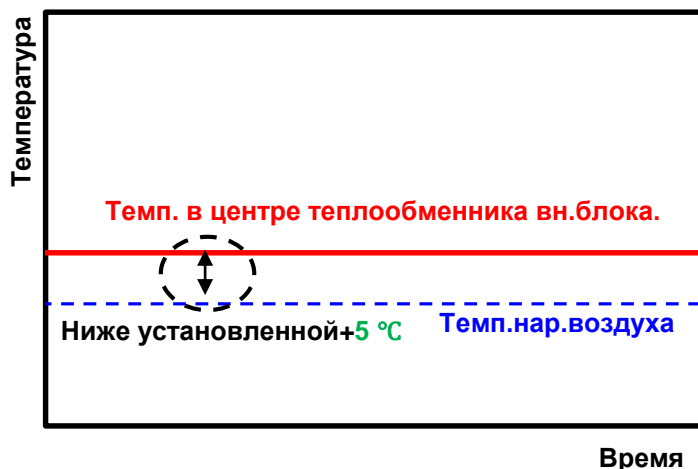 Температура
Темп. в центре теплообменника вн.блока.
Ниже установленной+5 ℃
Темп.нар.воздуха
Время